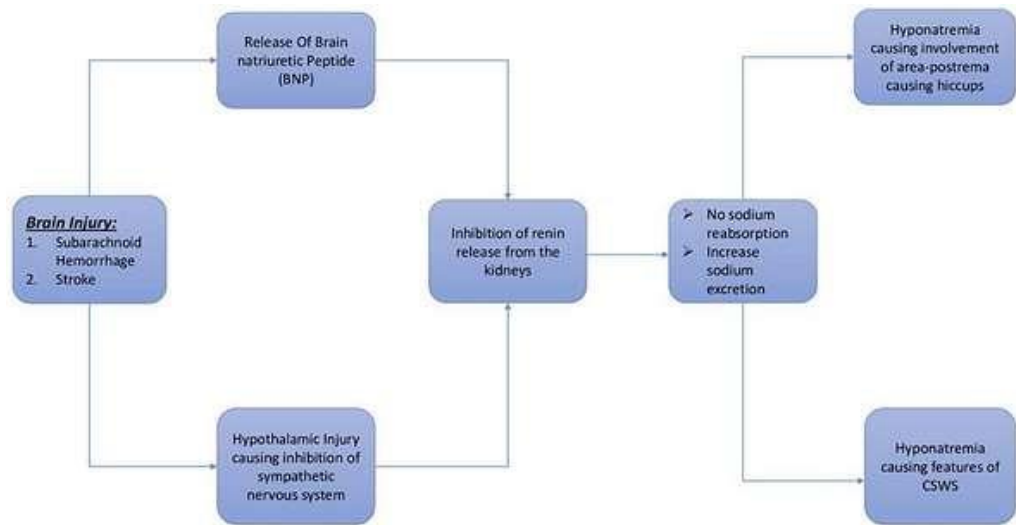 Release Of Brain
natriuretic Peptide
(BNP)
Hyponatremia
causing involvement
of area-postrema
causing hiccups
Brain Injury:
1. Subarachnoid
Hemorrhage
2. Stroke
Inhibition of renin
release from the
kidneys
➢ No sodium
reabsorption
➢ Increase
sodium
excretion
Hypothalamic Injury
causing inhibition of
sympathetic
nervous system
Hyponatremia
causing features of
CSWS